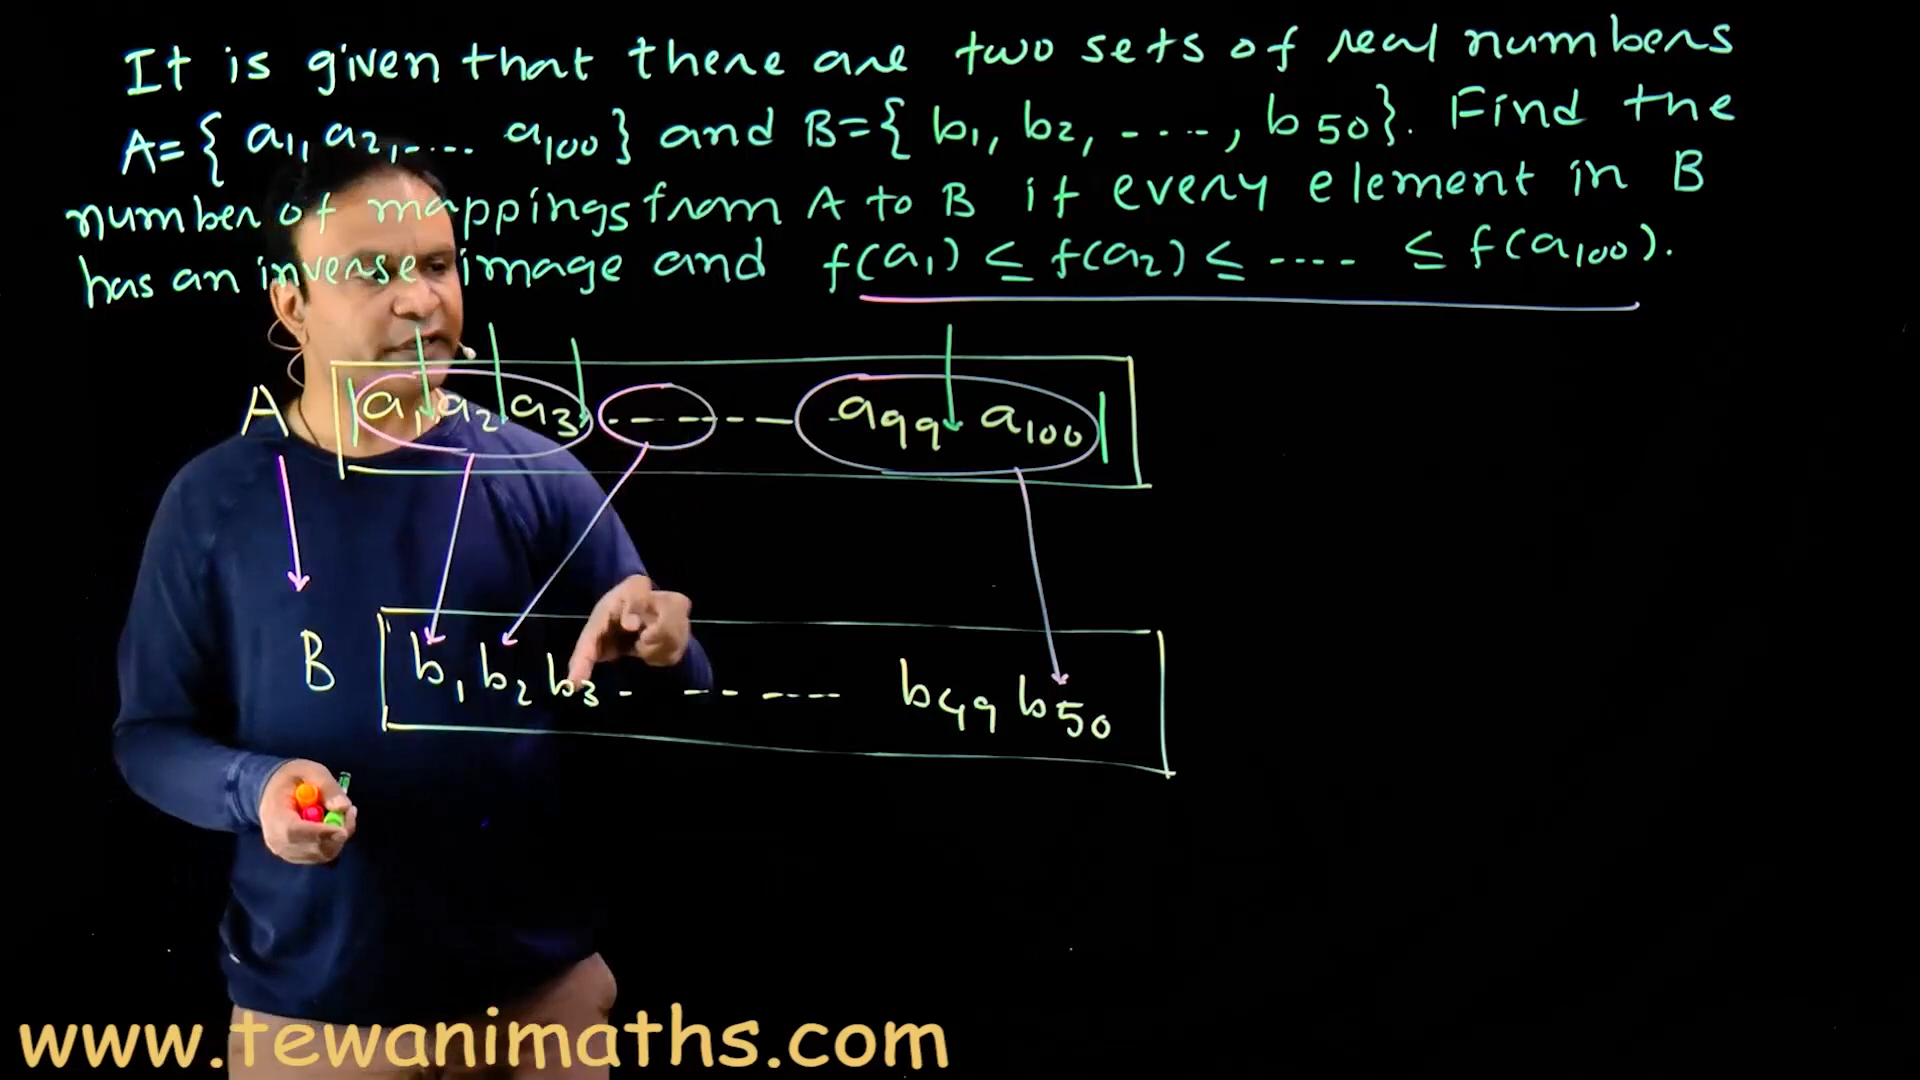 It is given that there are two sets of real numbers
A={ a1, a2, .... a100 } and B={ b1, b2, -...., b50}. Find the
number of mappings from A to B if every element in B
has an inverse image and f(a1) ≤ f(a2) ≤ .... ≤ f(a100).
A | a1 a2 a3 ------ a99 a100 |
B b1 b2 b3 - ----- b49 b50
www.tewanimaths.com